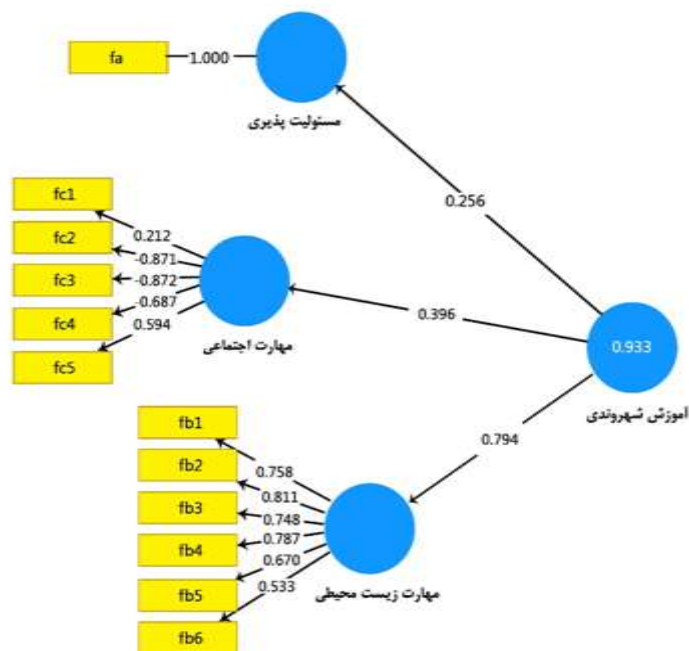 fa
1.000
مسئولیت پذیری
0.256
fc1
fc2
fc3
fc4
fc5
0.212
-0.871
-0.872
-0.687
0.594
مهارت اجتماعی
0.396
0.933
آموزش شهروندی
0.794
fb1
fb2
fb3
fb4
fb5
fb6
0.758
0.811
0.748
0.787
0.670
0.533
مهارت زیست محیطی